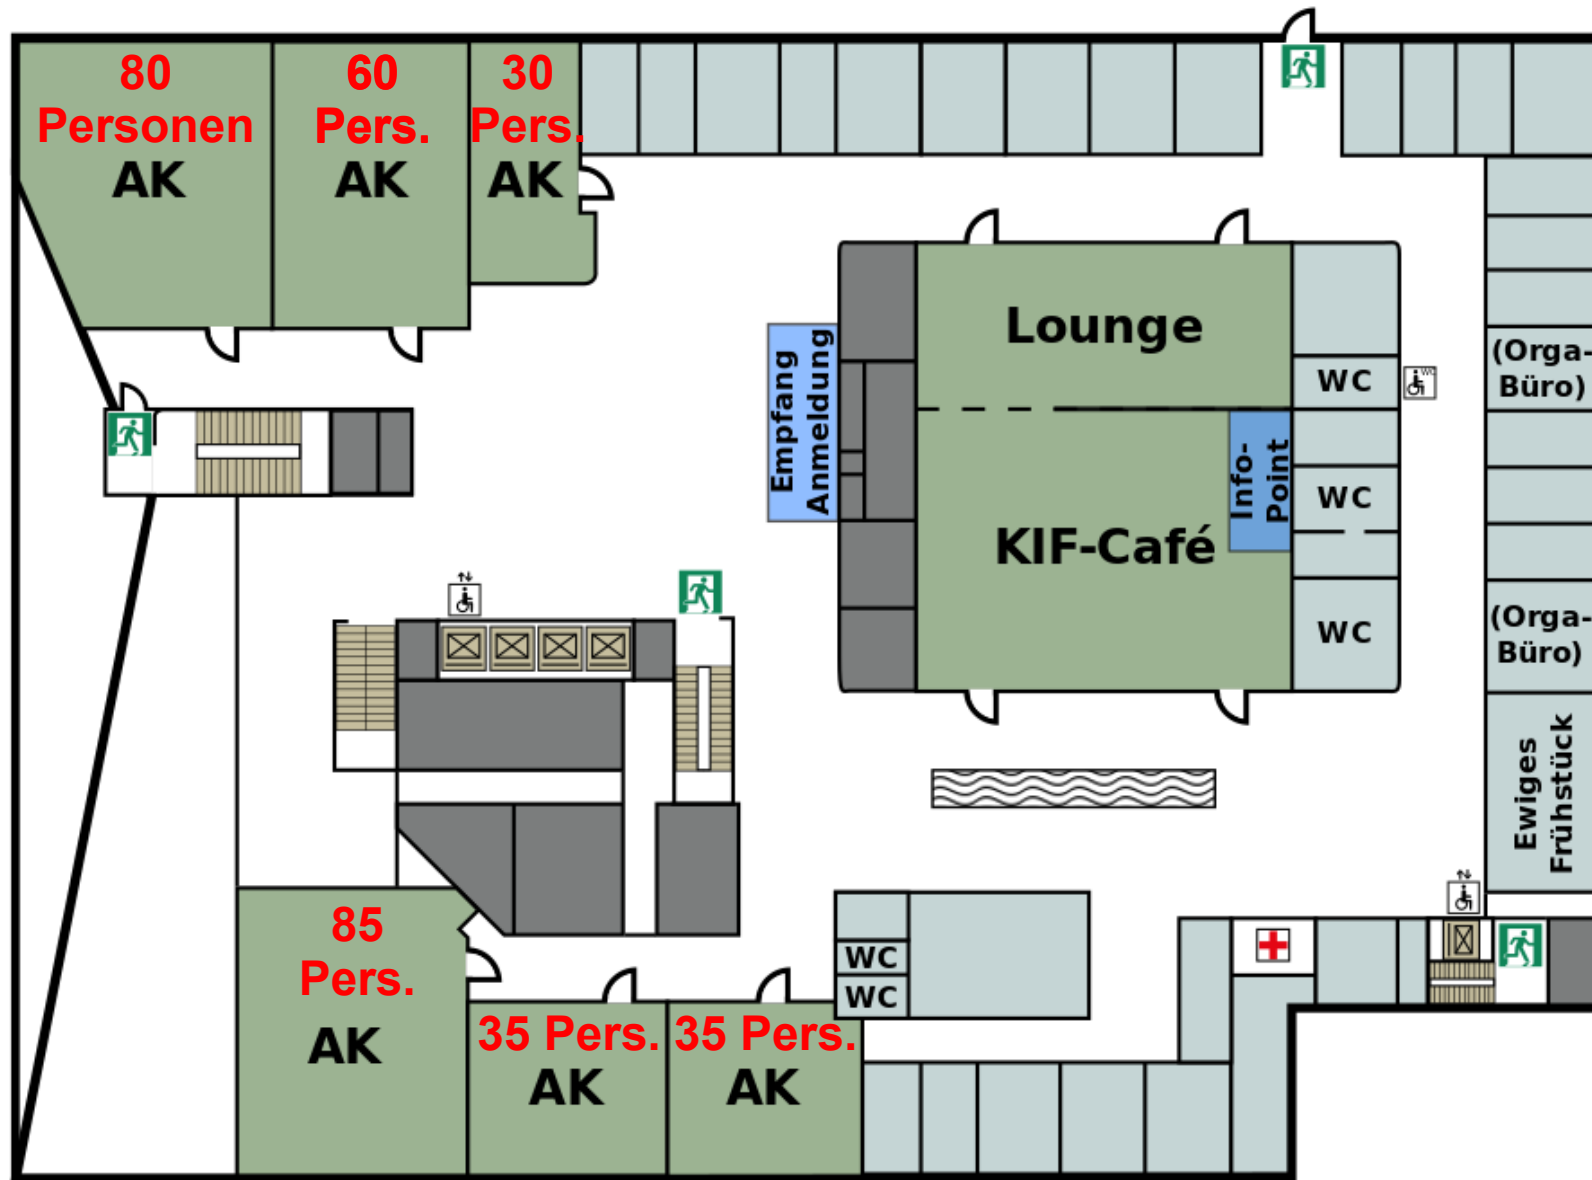 80
Personen
AK
60
Pers.
AK
30
Pers.
AK
Lounge
Empfang
Anmeldung
WC
WC
(Orga-
Büro)
Info-
Point
WC
KIF-Café
WC
(Orga-
Büro)
Ewiges
Frühstück
85
Pers.
AK
35 Pers.
AK
35 Pers.
AK
WC
WC